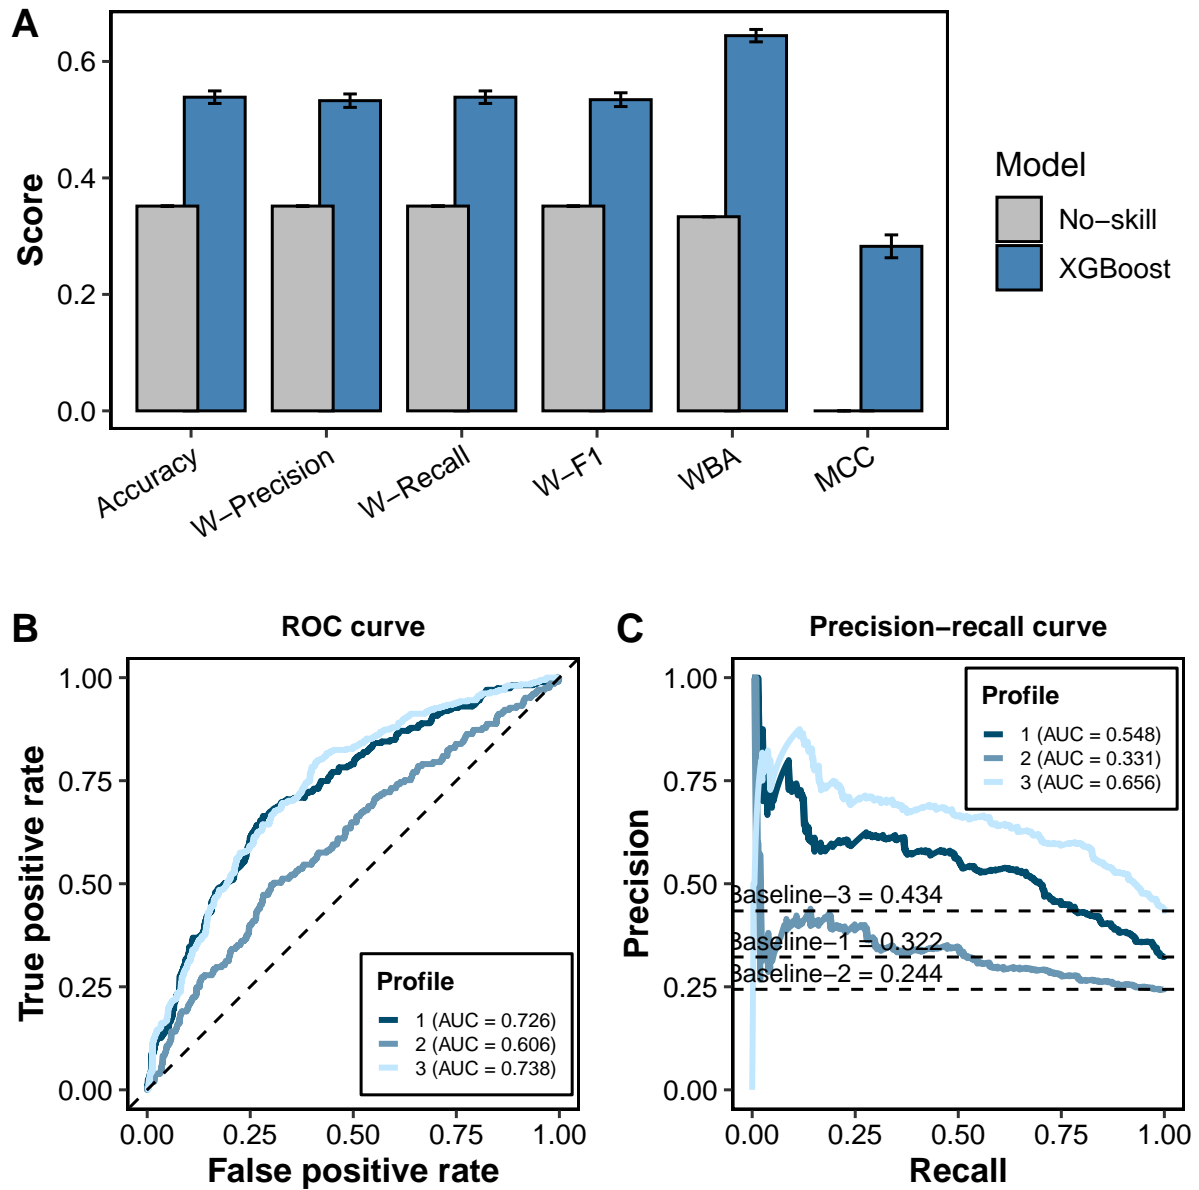 A
Score
0.6
0.4
0.2
0.0
Accuracy
W−Precision
W−Recall
W−F1
WBA
MCC
Model
No−skill
XGBoost
B
ROC curve
True positive rate
1.00
0.75
0.50
0.25
0.00
Profile
1 (AUC = 0.726)
2 (AUC = 0.606)
3 (AUC = 0.738)
0.00 0.25 0.50 0.75 1.00
False positive rate
C
Precision−recall curve
Precision
1.00
0.75
0.50
0.25
0.00
Profile
1 (AUC = 0.548)
2 (AUC = 0.331)
3 (AUC = 0.656)
Baseline−3 = 0.434
Baseline−1 = 0.322
Baseline−2 = 0.244
0.00 0.25 0.50 0.75 1.00
Recall